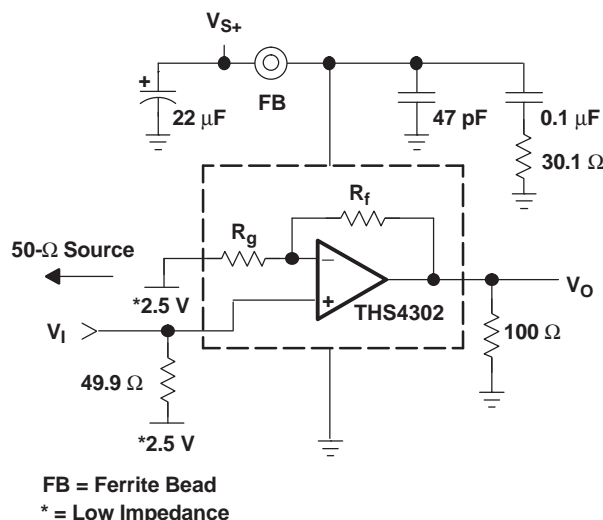 VS+
+
22 μF
FB
47 pF
0.1 μF
30.1 Ω
Rf
Rg
50-Ω Source
*2.5 V
−
+
THS4302
VO
VI
100 Ω
49.9 Ω
*2.5 V
FB = Ferrite Bead
* = Low Impedance